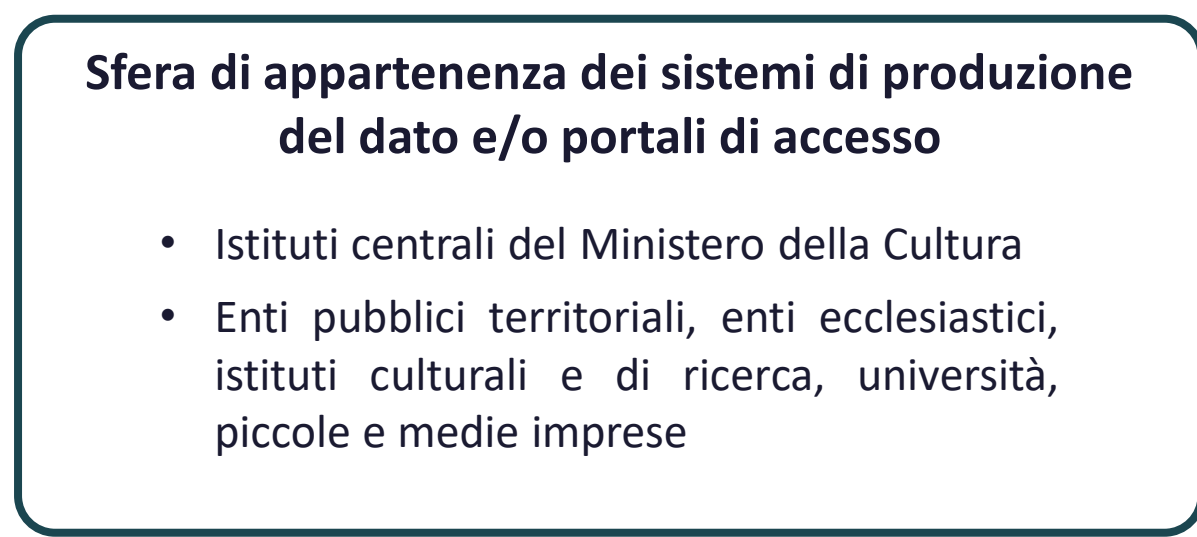 Sfera di appartenenza dei sistemi di produzione
del dato e/o portali di accesso
• Istituti centrali del Ministero della Cultura
• Enti pubblici territoriali, enti ecclesiastici,
istituti culturali e di ricerca, università,
piccole e medie imprese